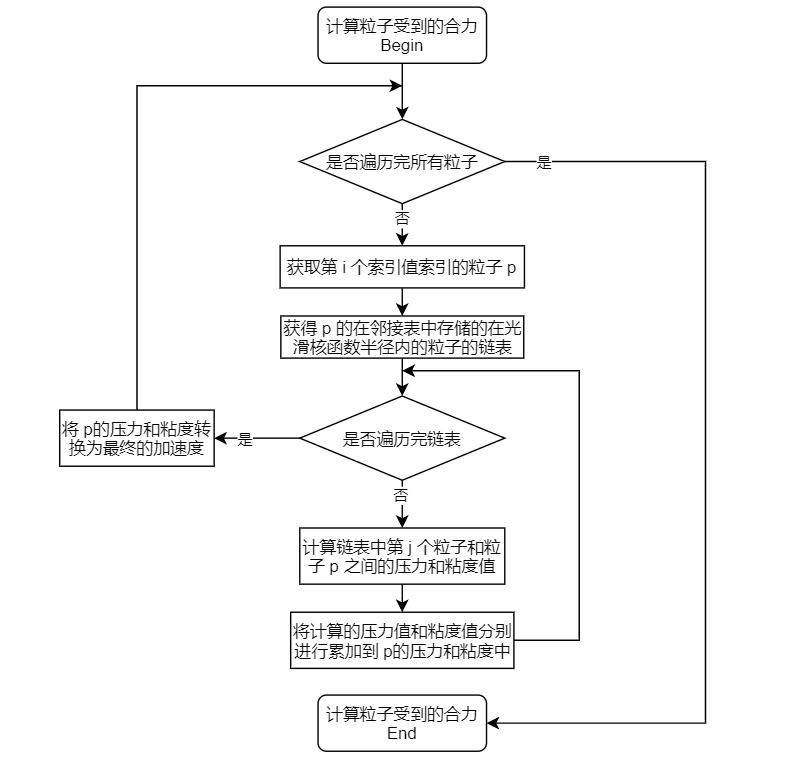 计算粒子受到的合力
Begin
是否遍历完所有粒子
是
否
获取第 i 个索引值索引的粒子 p
获得 p 的在邻接表中存储的在光
滑核函数半径内的粒子的链表
将 p的压力和粘度转
换为最终的加速度
是
是否遍历完链表
否
计算链表中第 j 个粒子和粒
子 p 之间的压力和粘度值
将计算的压力值和粘度值分别
进行累加到 p的压力和粘度中
计算粒子受到的合力
End